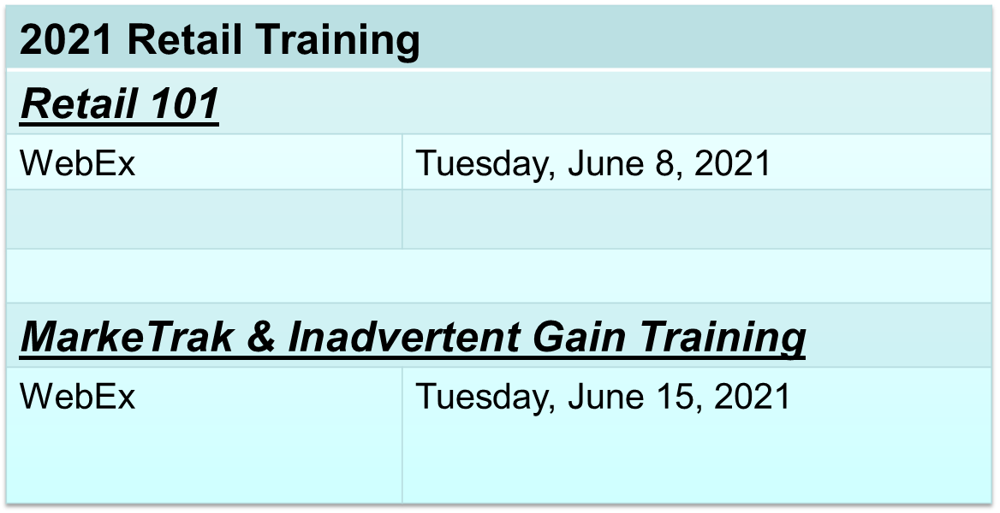 2021 Retail Training
Retail 101
WebEx Tuesday, June 8, 2021
MarkeTrak & Inadvertent Gain Training
WebEx Tuesday, June 15, 2021